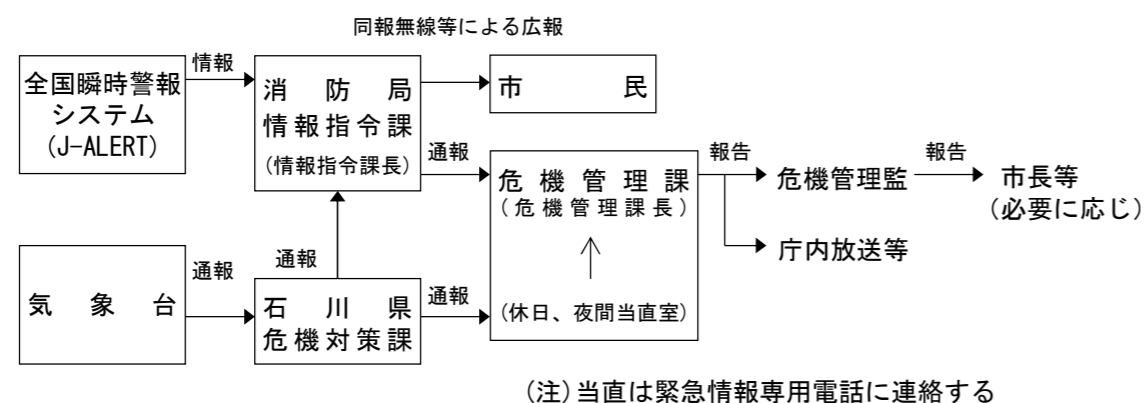 同報無線等による広報
全国瞬時警報
システム
(J-ALERT)
情報
消防局
情報指令課
(情報指令課長)
市民
通報
危機管理課
(危機管理課長)
(休日、夜間当直室)
報告
危機管理監
報告
市長等
(必要に応じ)
庁内放送等
気象台
通報
通報
石川県
危機対策課
通報
(注)当直は緊急情報専用電話に連絡する